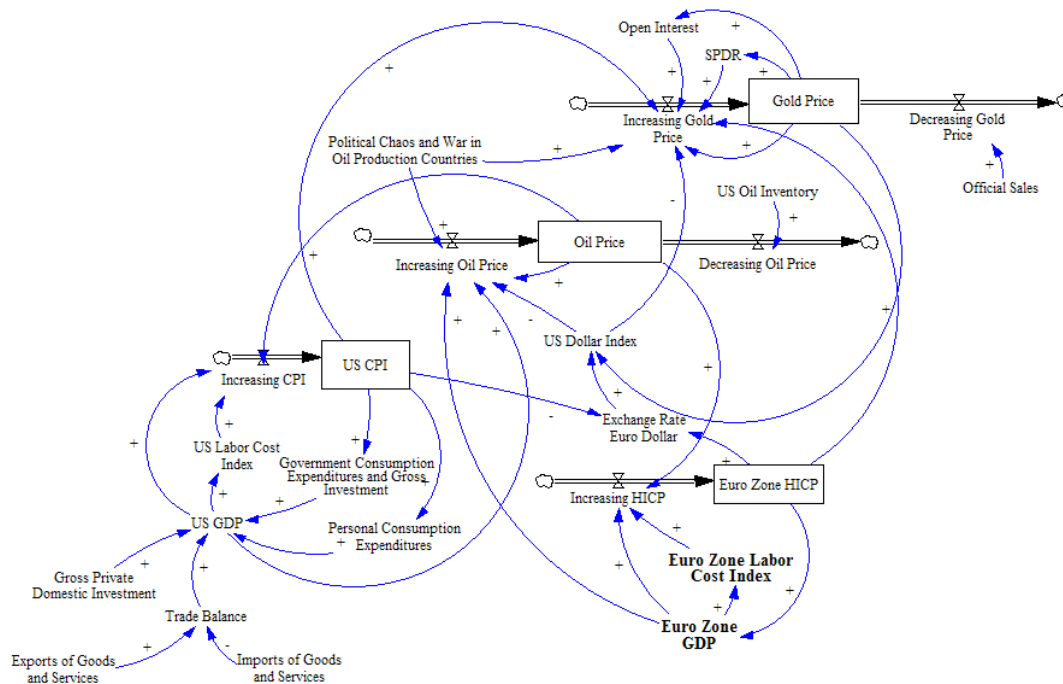 Open Interest
SPDR
Gold Price
Increasing Gold
Price
Decreasing Gold
Price
Official Sales
Political Chaos and War in
Oil Production Countries
US Oil Inventory
Oil Price
Increasing Oil Price
Decreasing Oil Price
US Dollar Index
US CPI
Increasing CPI
Exchange Rate
Euro Dollar
US Labor Cost
Index
Government Consumption
Expenditures and Gross
Investment
Increasing HICP
Euro Zone HICP
US GDP
Personal Consumption
Expenditures
Euro Zone Labor
Cost Index
Gross Private
Domestic Investment
Trade Balance
Euro Zone
GDP
Exports of Goods
and Services
Imports of Goods
and Services